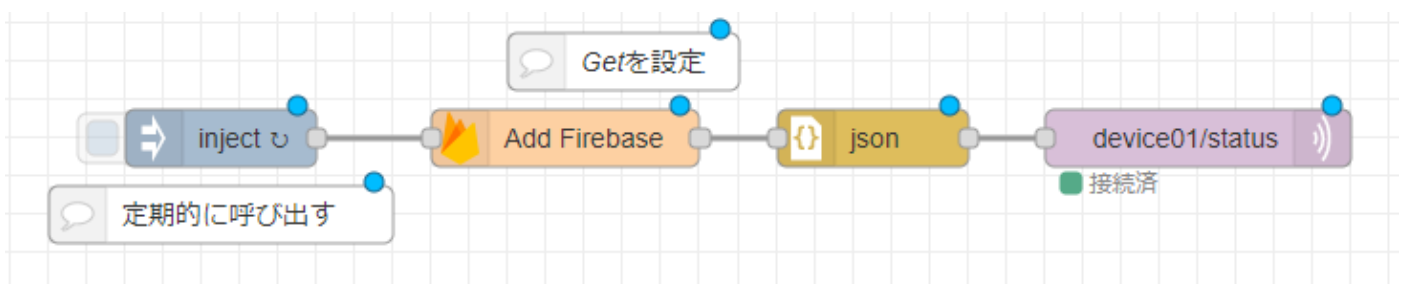 Getを設定
inject ↻
Add Firebase
{} json
device01/status
接続済
定期的に呼び出す